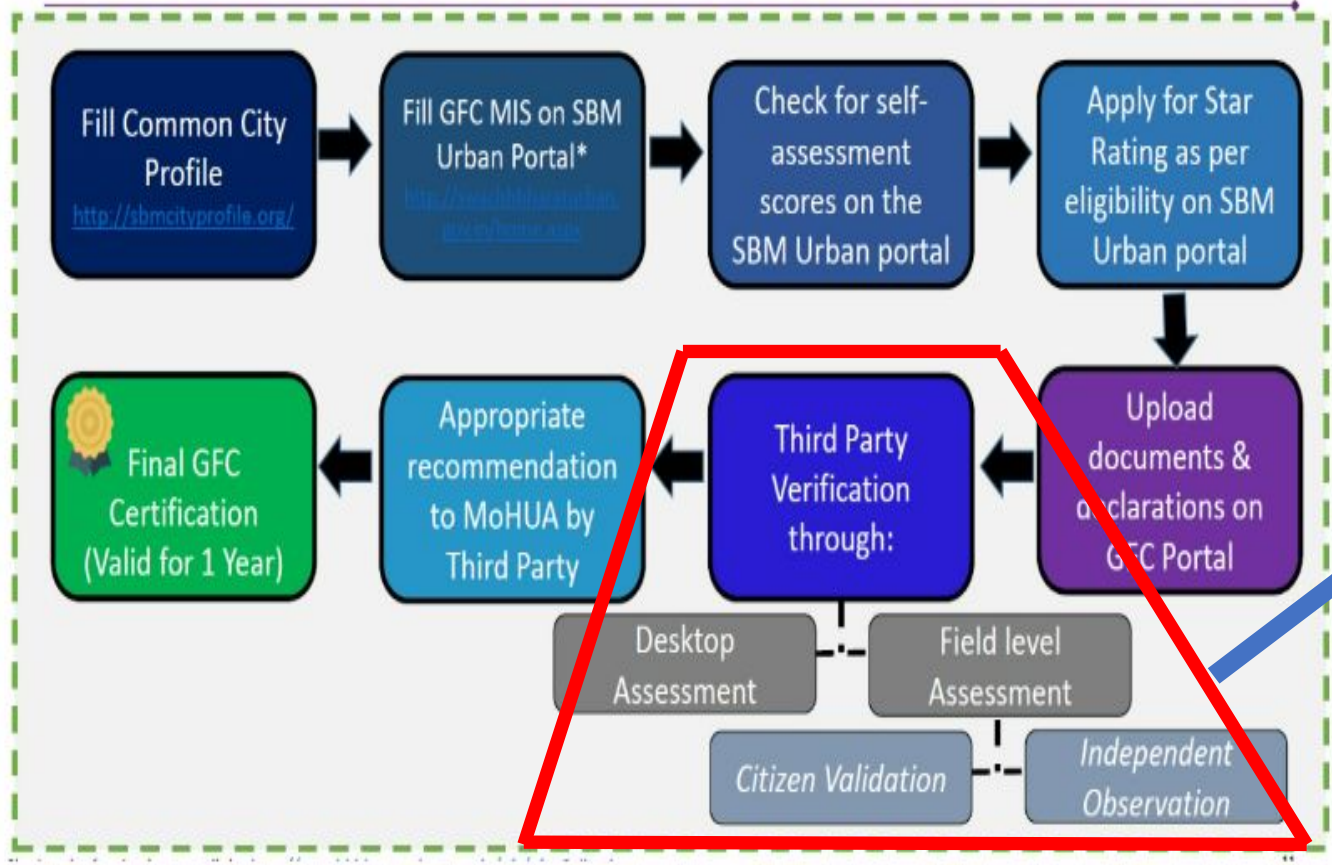 Fill Common City
Profile
http://sbmcityprofile.org/
Fill GFC MIS on SBM
Urban Portal*
Check for self-
assessment
scores on the
SBM Urban portal
Apply for Star
Rating as per
eligibility on SBM
Urban portal
Upload
documents &
declarations on
GFC Portal
Third Party
Verification
through:
Desktop
Assessment
Field level
Assessment
Citizen Validation
Independent
Observation
Appropriate
recommendation
to MoHUA by
Third Party
Final GFC
Certification
(Valid for 1 Year)